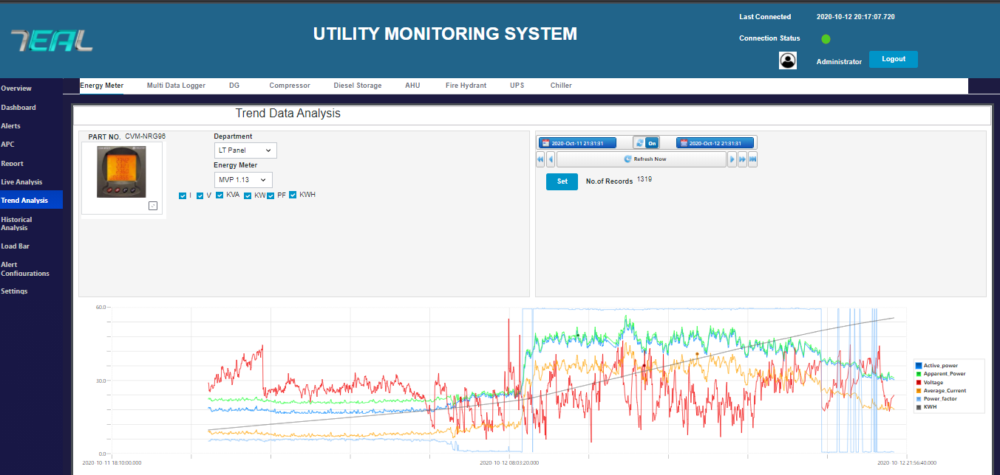 TEAL
UTILITY MONITORING SYSTEM
Last Connected 2020-10-12 20:17:07.720
Connection Status
Administrator Logout
Overview
Dashboard
Alerts
APC
Report
Live Analysis
Trend Analysis
Historical
Analysis
Load Bar
Alert
Configurations
Settings
Energy Meter Multi Data Logger DG Compressor Diesel Storage AHU Fire Hydrant UPS Chiller
Trend Data Analysis
PART NO. CVM-NRG96
Department
LT Panel
Energy Meter
MVP 1.13
I V KVA KW PF KWH
2020-Oct-11 21:31:31 On 2020-Oct-12 21:31:31
Refresh Now
Set No.of Records 1319
60.0
30.0
0.0
2020-10-11 18:10:00.000 2020-10-12 08:03:20.000 2020-10-12 21:56:40.000
Active_power
Apparent_Power
Voltage
Average_Current
Power_factor
KWH